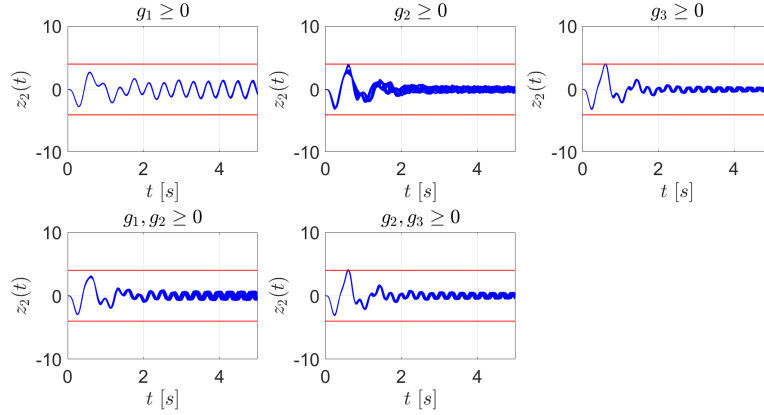 g₁ ≥ 0
g₂ ≥ 0
g₃ ≥ 0
10
0
-10
z₂(t)
0 2 4
t [s]
10
0
-10
z₂(t)
0 2 4
t [s]
10
0
-10
z₂(t)
0 2 4
t [s]
g₁, g₂ ≥ 0
g₂, g₃ ≥ 0
10
0
-10
z₂(t)
0 2 4
t [s]
10
0
-10
z₂(t)
0 2 4
t [s]